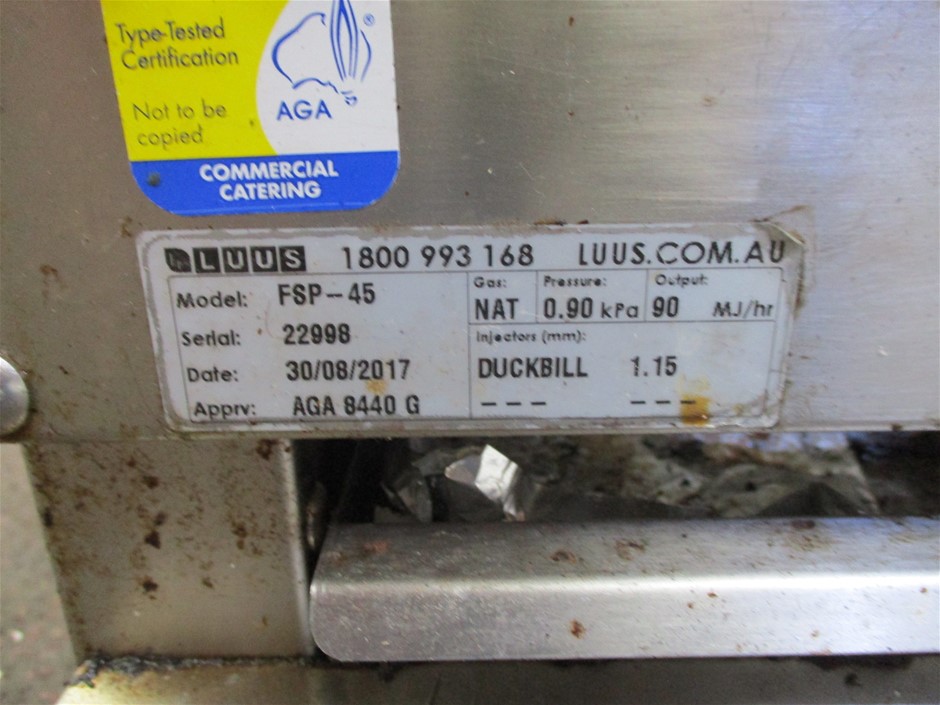 Type-Tested
Certification
Not to be
copied
®
AGA
COMMERCIAL
CATERING
LUUS 1800 993 168 LUUS.COM.AU
Model: FSP-45
Serial: 22998
Date: 30/08/2017
Apprv: AGA 8440 G
Gas: Pressure: Output:
NAT 0.90 kPa 90 MJ/hr
Injectors (mm):
DUCKBILL 1.15
--- ---